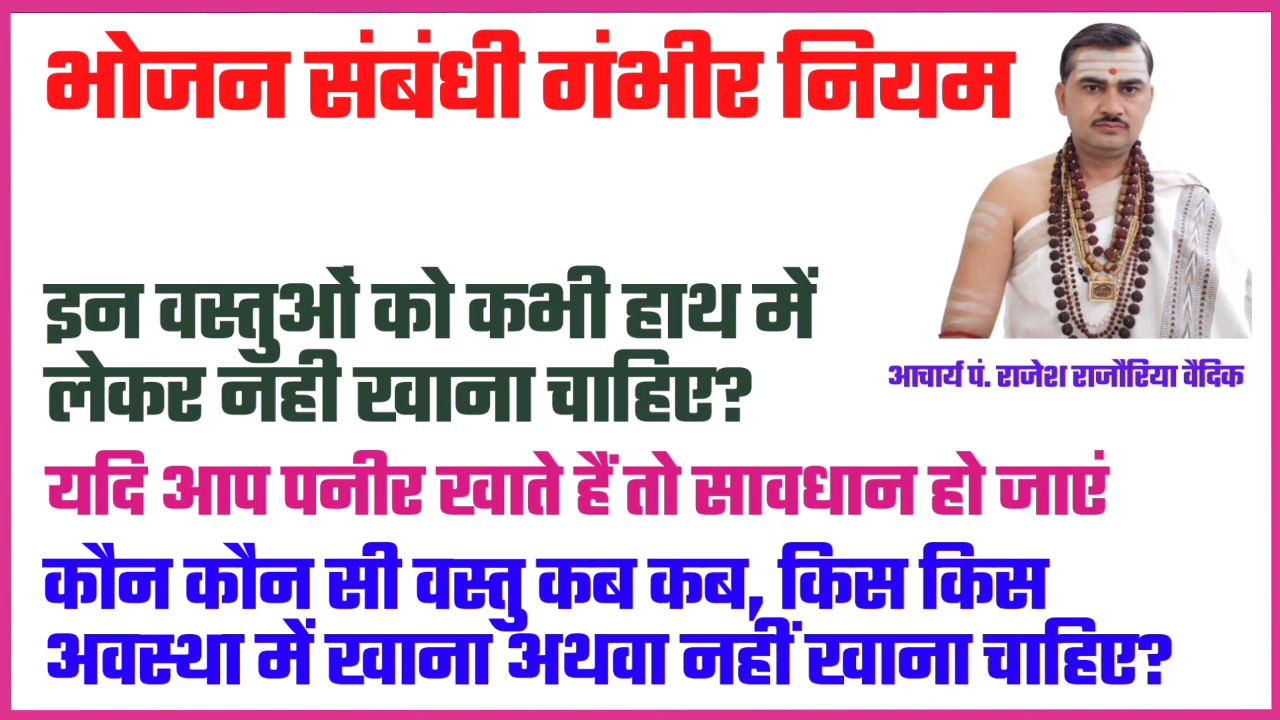 भोजन संबंधी गंभीर नियम
इन वस्तुओं को कभी हाथ में
लेकर नही खाना चाहिए?
आचार्य पं. राजेश राजौरिया वैदिक
यदि आप पनीर खाते हैं तो सावधान हो जाएं
कौन कौन सी वस्तु कब कब, किस किस
अवस्था में खाना अथवा नहीं खाना चाहिए?